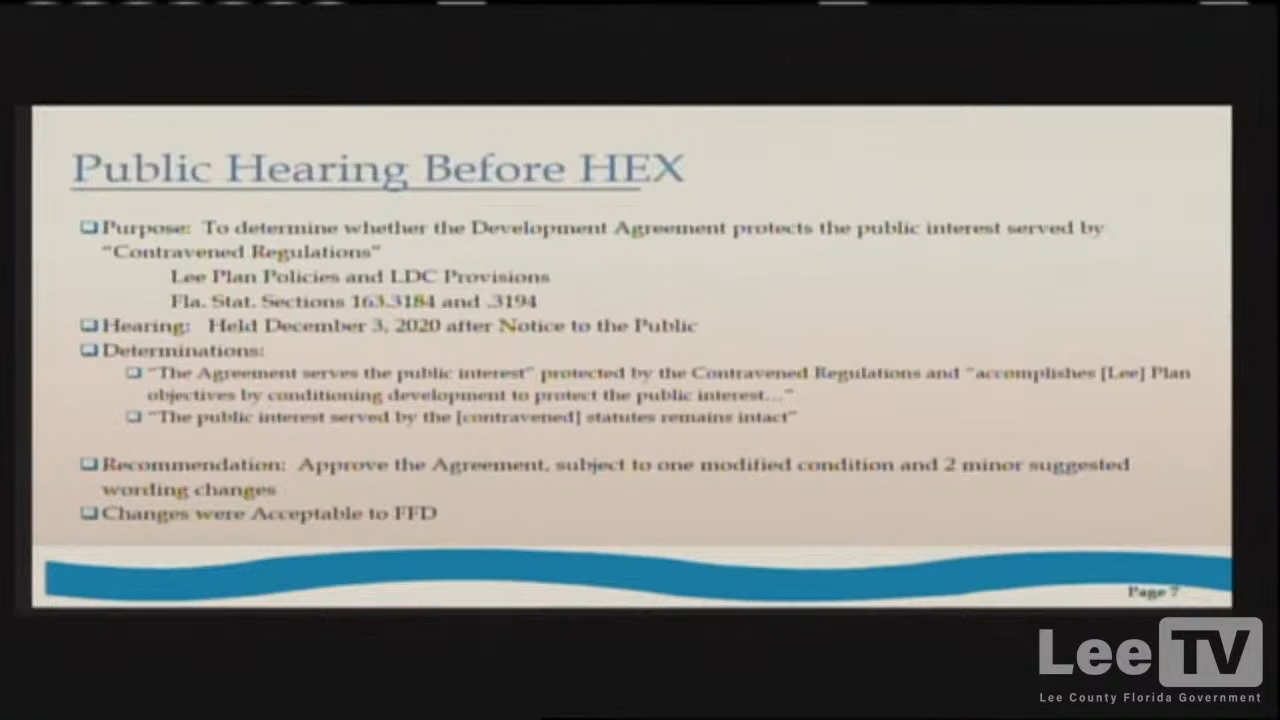 Public Hearing Before HEX
Purpose: To determine whether the Development Agreement protects the public interest served by
"Contravened Regulations"
Lee Plan Policies and LDC Provisions
Fla. Stat. Sections 163.3184 and .3194
Hearing: Held December 3, 2020 after Notice to the Public
Determinations:
"The Agreement serves the public interest" protected by the Contravened Regulations and "accomplishes [Lee] Plan
objectives by conditioning development to protect the public interest..."
"The public interest served by the [contravened] statutes remains intact"
Recommendation: Approve the Agreement, subject to one modified condition and 2 minor suggested
wording changes
Changes were Acceptable to FFD
Page 7
LeeTV
Lee County Florida Government